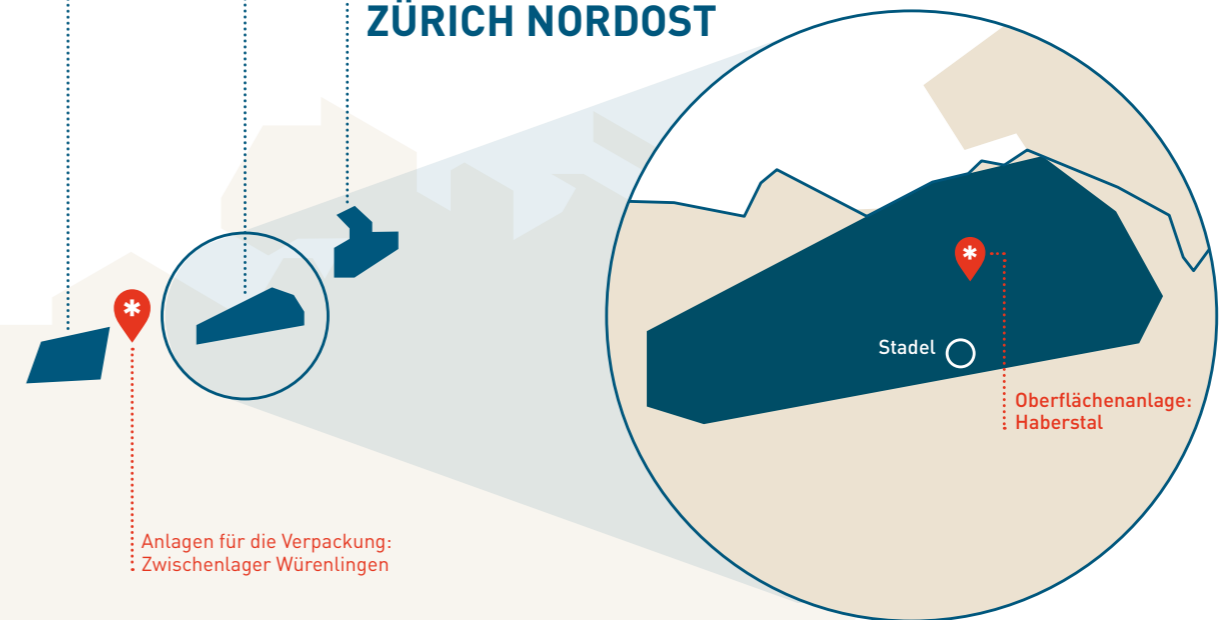 ZÜRICH NORDOST
Stadel
Oberflächenanlage:
Haberstal
Anlagen für die Verpackung:
Zwischenlager Würenlingen